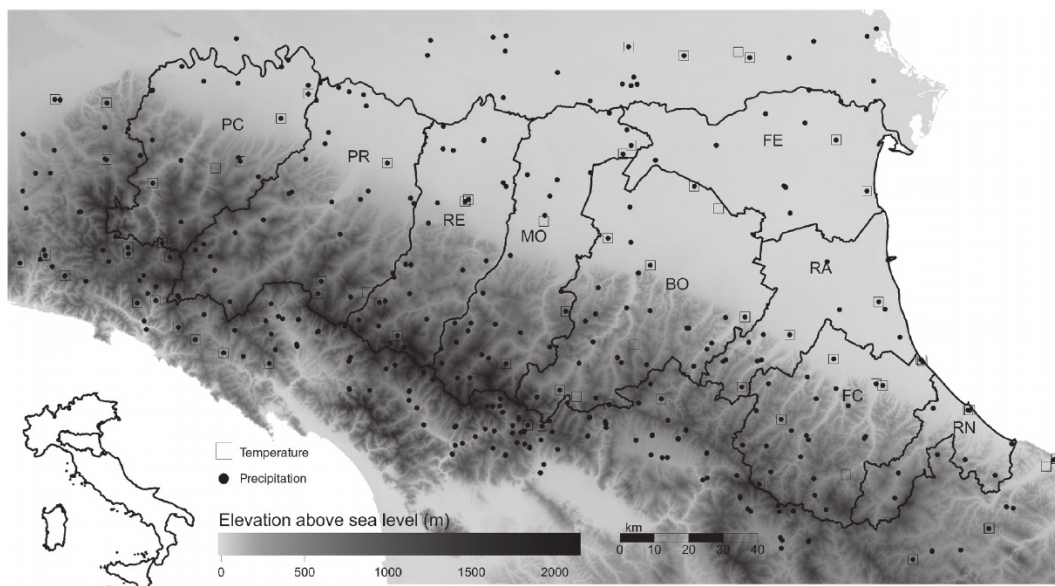 PC
PR
FE
RE
MO
RA
BO
FC
RN
Temperature
Precipitation
Elevation above sea level (m)
km
0 10 20 30 40
0 500 1000 1500 2000